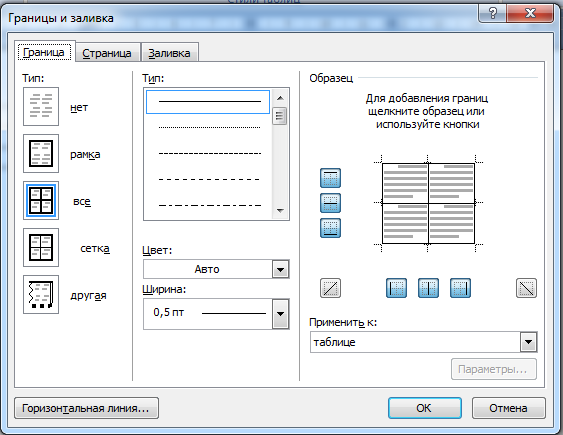 Границы и заливка
Граница
Страница
Заливка
Тип:
нет
рамка
все
сетка
другая
Тип:
Цвет:
Авто
Ширина:
0,5 пт
Образец
Для добавления границ
щелкните образец или
используйте кнопки
Применить к:
таблице
Параметры...
Горизонтальная линия...
ОК
Отмена